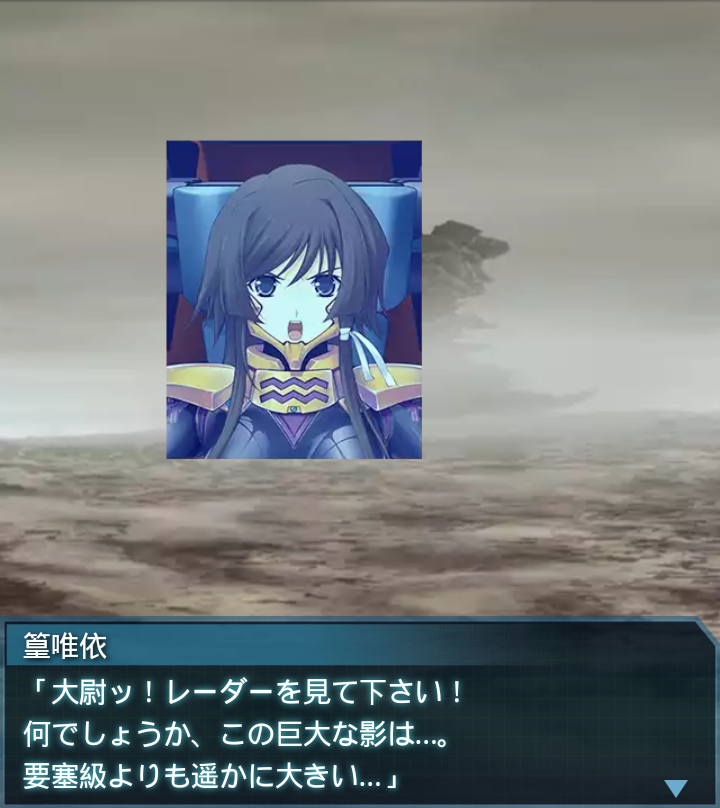 篁唯依
「大尉ッ！レーダーを見て下さい！
何でしょうか、この巨大な影は…。
要塞級よりも遥かに大きい…」